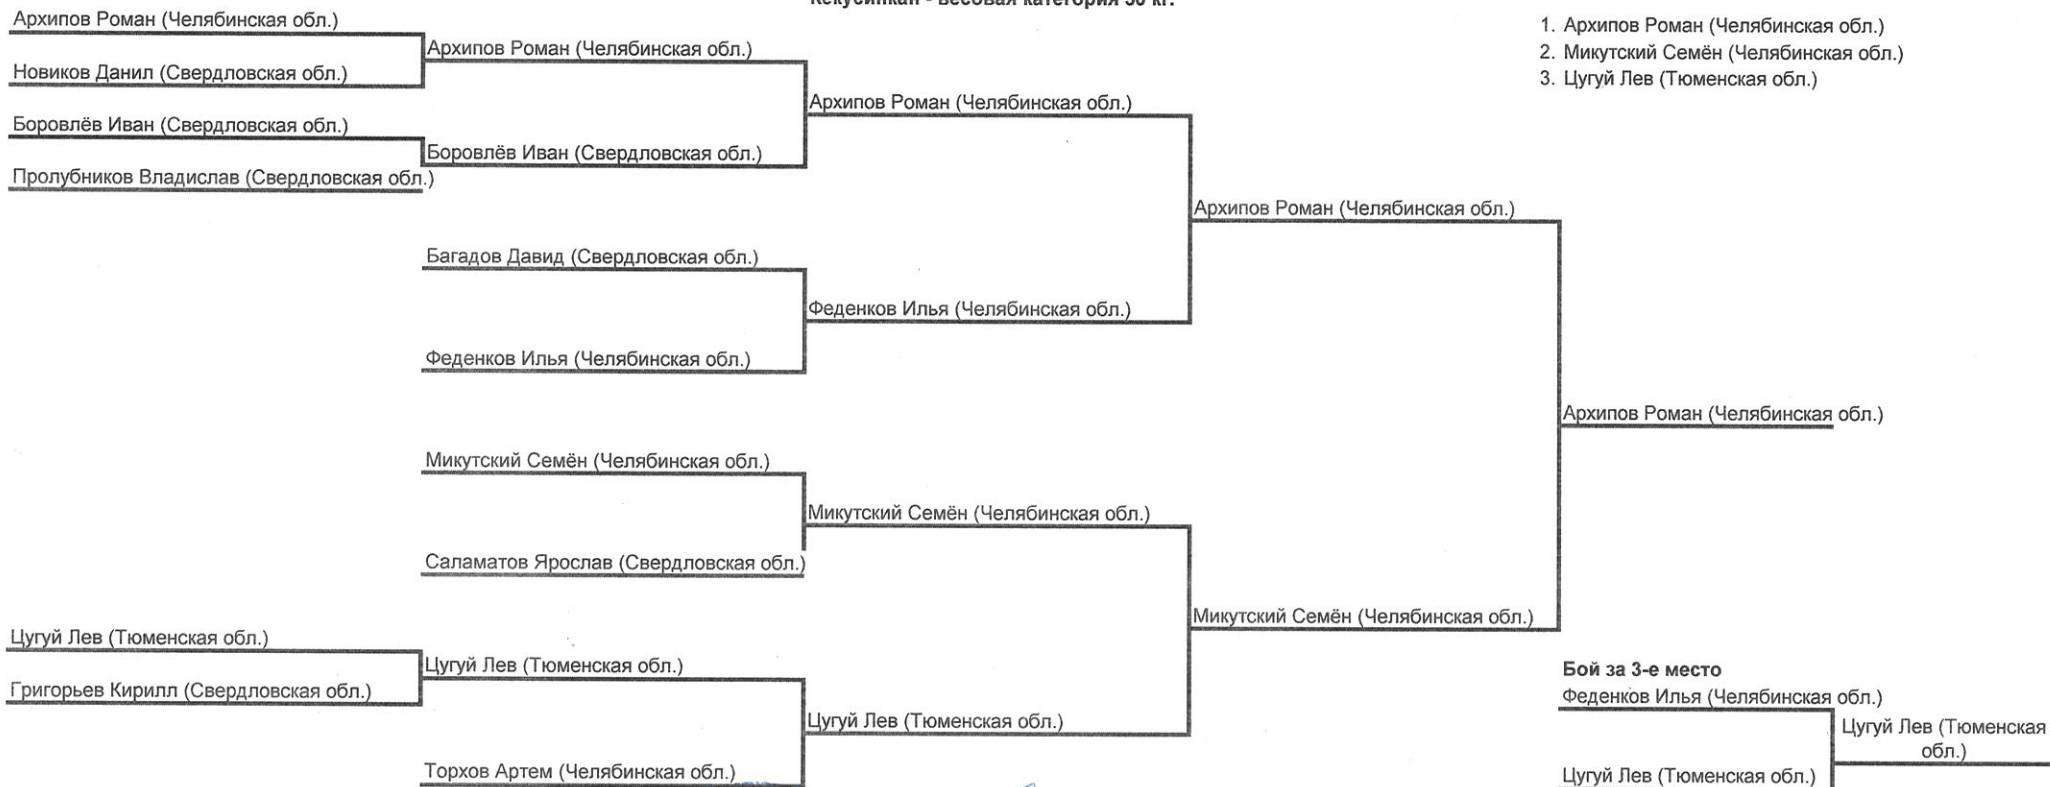 Кёкусинкай - весовая категория 50 кг.
Архипов Роман (Челябинская обл.)
Новиков Данил (Свердловская обл.)
Боровлёв Иван (Свердловская обл.)
Пролубников Владислав (Свердловская обл.)
Цугуй Лев (Тюменская обл.)
Григорьев Кирилл (Свердловская обл.)
Архипов Роман (Челябинская обл.)
Боровлёв Иван (Свердловская обл.)
Багадов Давид (Свердловская обл.)
Феденков Илья (Челябинская обл.)
Микутский Семён (Челябинская обл.)
Саламатов Ярослав (Свердловская обл.)
Цугуй Лев (Тюменская обл.)
Торхов Артем (Челябинская обл.)
Архипов Роман (Челябинская обл.)
Феденков Илья (Челябинская обл.)
Микутский Семён (Челябинская обл.)
Цугуй Лев (Тюменская обл.)
Архипов Роман (Челябинская обл.)
Микутский Семён (Челябинская обл.)
Архипов Роман (Челябинская обл.)
1. Архипов Роман (Челябинская обл.)
2. Микутский Семён (Челябинская обл.)
3. Цугуй Лев (Тюменская обл.)
Бой за 3-е место
Феденков Илья (Челябинская обл.)
Цугуй Лев (Тюменская обл.)
Цугуй Лев (Тюменская
обл.)